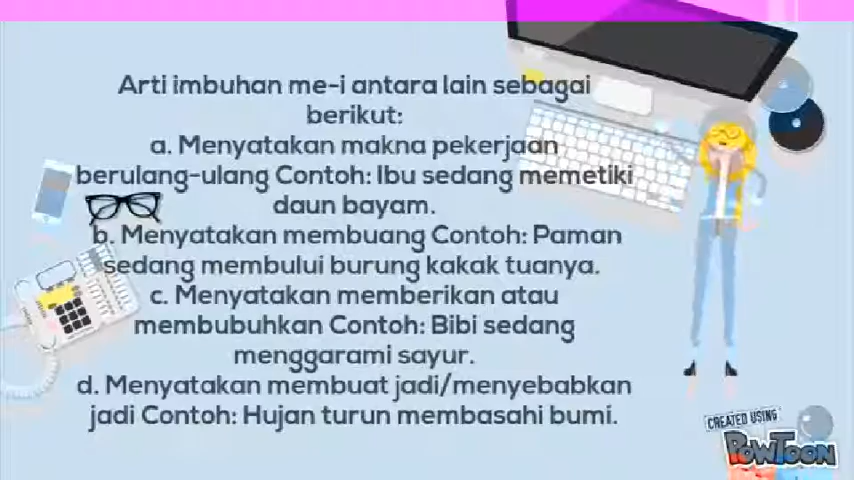 Arti imbuhan me-i antara lain sebagai
berikut:
a. Menyatakan makna pekerjaan
berulang-ulang Contoh: Ibu sedang memetiki
daun bayam.
b. Menyatakan membuang Contoh: Paman
sedang membului burung kakak tuanya.
c. Menyatakan memberikan atau
membubuhkan Contoh: Bibi sedang
menggarami sayur.
d. Menyatakan membuat jadi/menyebabkan
jadi Contoh: Hujan turun membasahi bumi.
CREATED USING
POWTOON